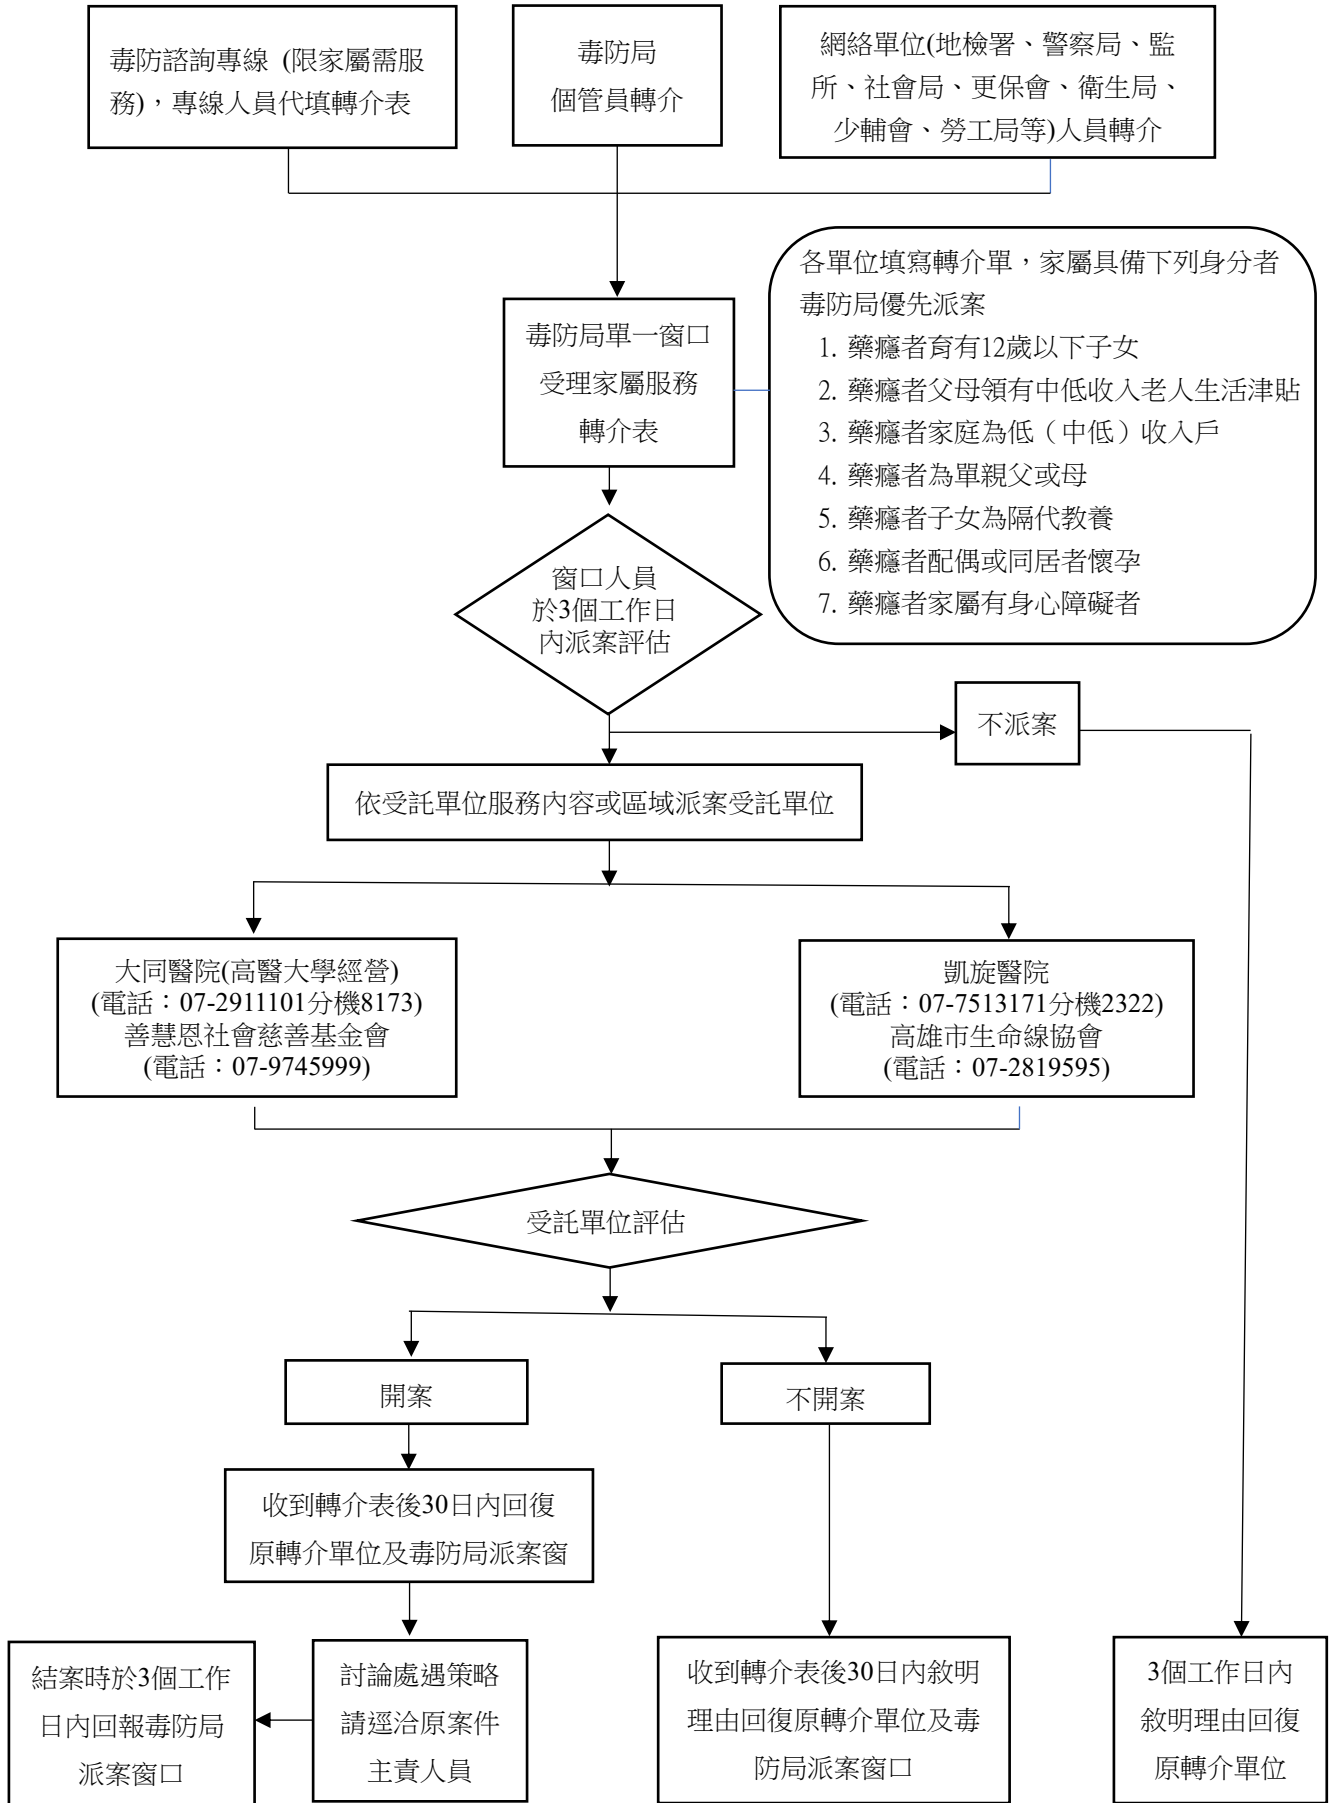 毒防諮詢專線 (限家屬需服
務)，專線人員代填轉介表
毒防局
個管員轉介
網絡單位(地檢署、警察局、監
所、社會局、更保會、衛生局、
少輔會、勞工局等)人員轉介
各單位填寫轉介單，家屬具備下列身分者
毒防局優先派案
1. 藥癮者育有12歲以下子女
2. 藥癮者父母領有中低收入老人生活津貼
3. 藥癮者家庭為低（中低）收入戶
4. 藥癮者為單親父或母
5. 藥癮者子女為隔代教養
6. 藥癮者配偶或同居者懷孕
7. 藥癮者家屬有身心障礙者
毒防局單一窗口
受理家屬服務
轉介表
窗口人員
於3個工作日
內派案評估
不派案
依受託單位服務內容或區域派案受託單位
大同醫院(高醫大學經營)
(電話：07-2911101分機8173)
善慧恩社會慈善基金會
(電話：07-9745999)
凱旋醫院
(電話：07-7513171分機2322)
高雄市生命線協會
(電話：07-2819595)
受託單位評估
開案
不開案
收到轉介表後30日內回復
原轉介單位及毒防局派案窗
結案時於3個工作
日內回報毒防局
派案窗口
討論處遇策略
請逕洽原案件
主責人員
收到轉介表後30日內敘明
理由回復原轉介單位及毒
防局派案窗口
3個工作日內
敘明理由回復
原轉介單位